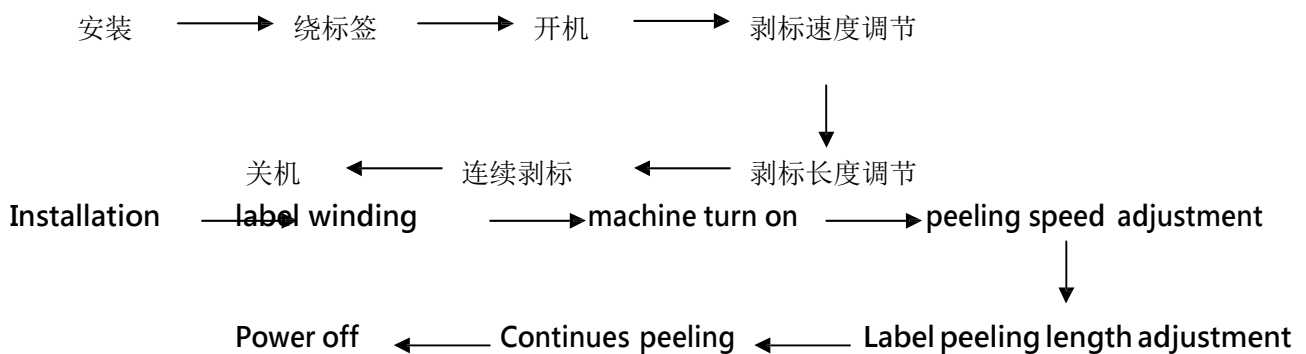 安装 绕标签 开机 剥标速度调节
关机 连续剥标 剥标长度调节
Installation label winding machine turn on peeling speed adjustment
Power off Continues peeling Label peeling length adjustment